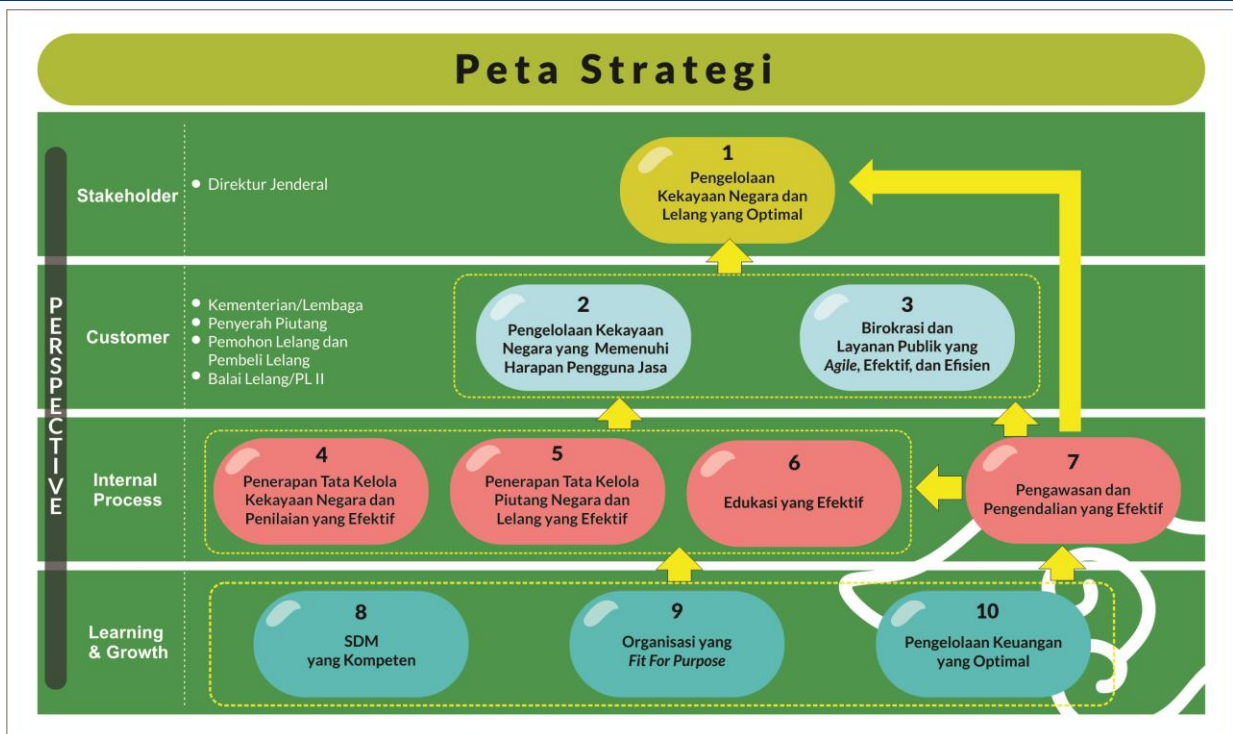 Peta Strategi
PERSPECTIVE
Stakeholder
• Direktur Jenderal
1
Pengelolaan
Kekayaan Negara dan
Lelang yang Optimal
Customer
• Kementerian/Lembaga
• Penyerah Piutang
• Pemohon Lelang dan
Pembeli Lelang
• Balai Lelang/PL II
2
Pengelolaan Kekayaan
Negara yang Memenuhi
Harapan Pengguna Jasa
3
Birokrasi dan
Layanan Publik yang
Agile, Efektif, dan Efisien
Internal
Process
4
Penerapan Tata Kelola
Kekayaan Negara dan
Penilaian yang Efektif
5
Penerapan Tata Kelola
Piutang Negara dan
Lelang yang Efektif
6
Edukasi yang Efektif
7
Pengawasan dan
Pengendalian yang Efektif
Learning
& Growth
8
SDM
yang Kompeten
9
Organisasi yang
Fit For Purpose
10
Pengelolaan Keuangan
yang Optimal